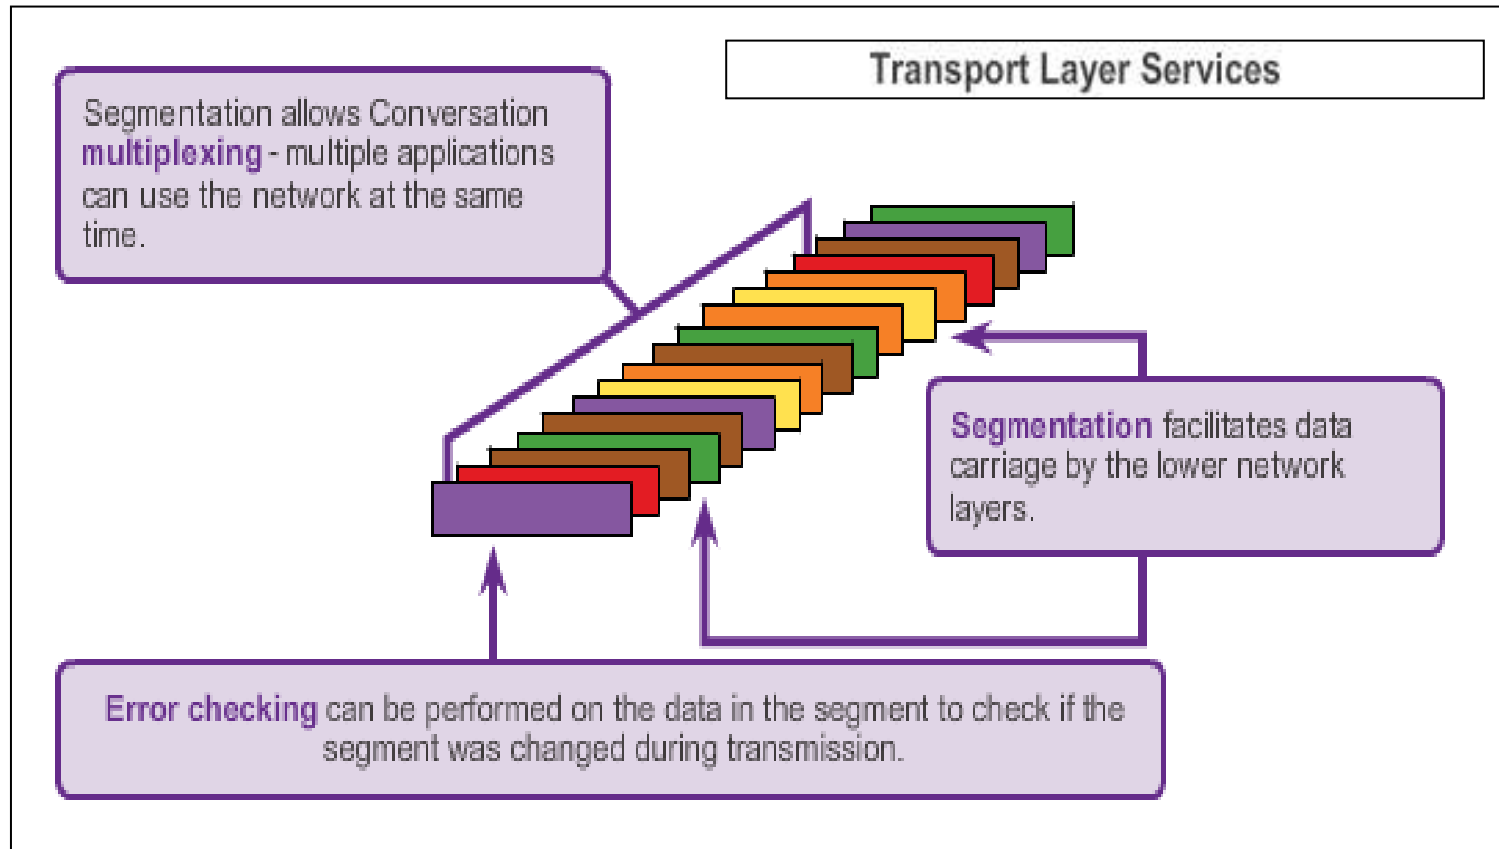 Transport Layer Services
Segmentation allows Conversation
multiplexing - multiple applications
can use the network at the same
time.
Segmentation facilitates data
carriage by the lower network
layers.
Error checking can be performed on the data in the segment to check if the
segment was changed during transmission.